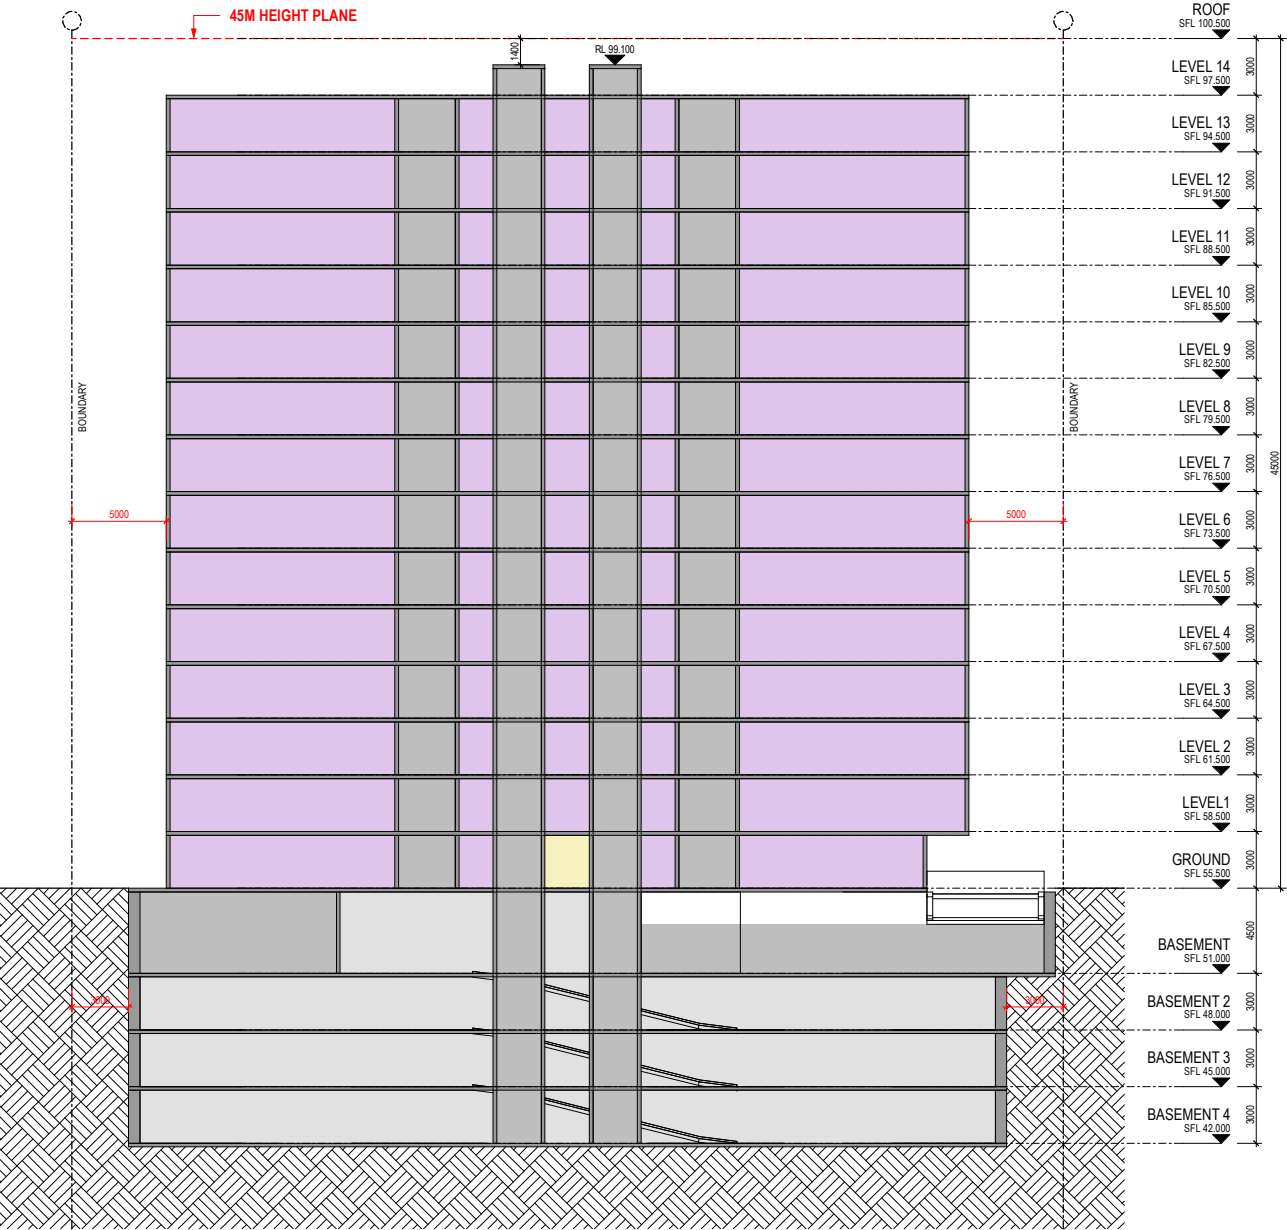 45M HEIGHT PLANE
1400
RL 99.100
ROOF
SFL 100.500
3000
LEVEL 14
SFL 97.500
3000
LEVEL 13
SFL 94.500
3000
LEVEL 12
SFL 91.500
3000
LEVEL 11
SFL 88.500
3000
LEVEL 10
SFL 85.500
3000
LEVEL 9
SFL 82.500
3000
BOUNDARY
BOUNDARY
LEVEL 8
SFL 79.500
3000
LEVEL 7
SFL 76.500
3000
45000
5000
5000
LEVEL 6
SFL 73.500
3000
LEVEL 5
SFL 70.500
3000
LEVEL 4
SFL 67.500
3000
LEVEL 3
SFL 64.500
3000
LEVEL 2
SFL 61.500
3000
LEVEL1
SFL 58.500
3000
GROUND
SFL 55.500
4500
BASEMENT
SFL 51.000
3000
3000
BASEMENT 2
SFL 48.000
3000
BASEMENT 3
SFL 45.000
3000
BASEMENT 4
SFL 42.000
3000